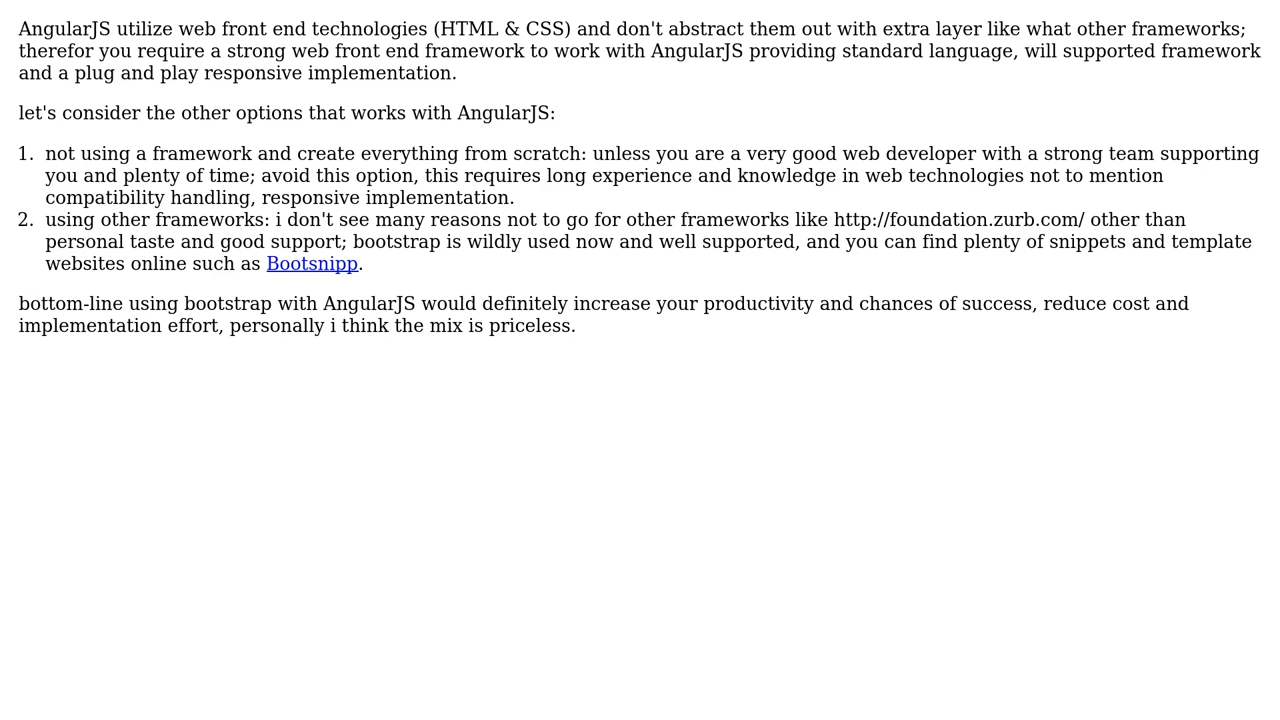 AngularJS utilize web front end technologies (HTML & CSS) and don't abstract them out with extra layer like what other frameworks;
therefor you require a strong web front end framework to work with AngularJS providing standard language, will supported framework
and a plug and play responsive implementation.
let's consider the other options that works with AngularJS:
1. not using a framework and create everything from scratch: unless you are a very good web developer with a strong team supporting
you and plenty of time; avoid this option, this requires long experience and knowledge in web technologies not to mention
compatibility handling, responsive implementation.
2. using other frameworks: i don't see many reasons not to go for other frameworks like http://foundation.zurb.com/ other than
personal taste and good support; bootstrap is wildly used now and well supported, and you can find plenty of snippets and template
websites online such as Bootsnipp.
bottom-line using bootstrap with AngularJS would definitely increase your productivity and chances of success, reduce cost and
implementation effort, personally i think the mix is priceless.